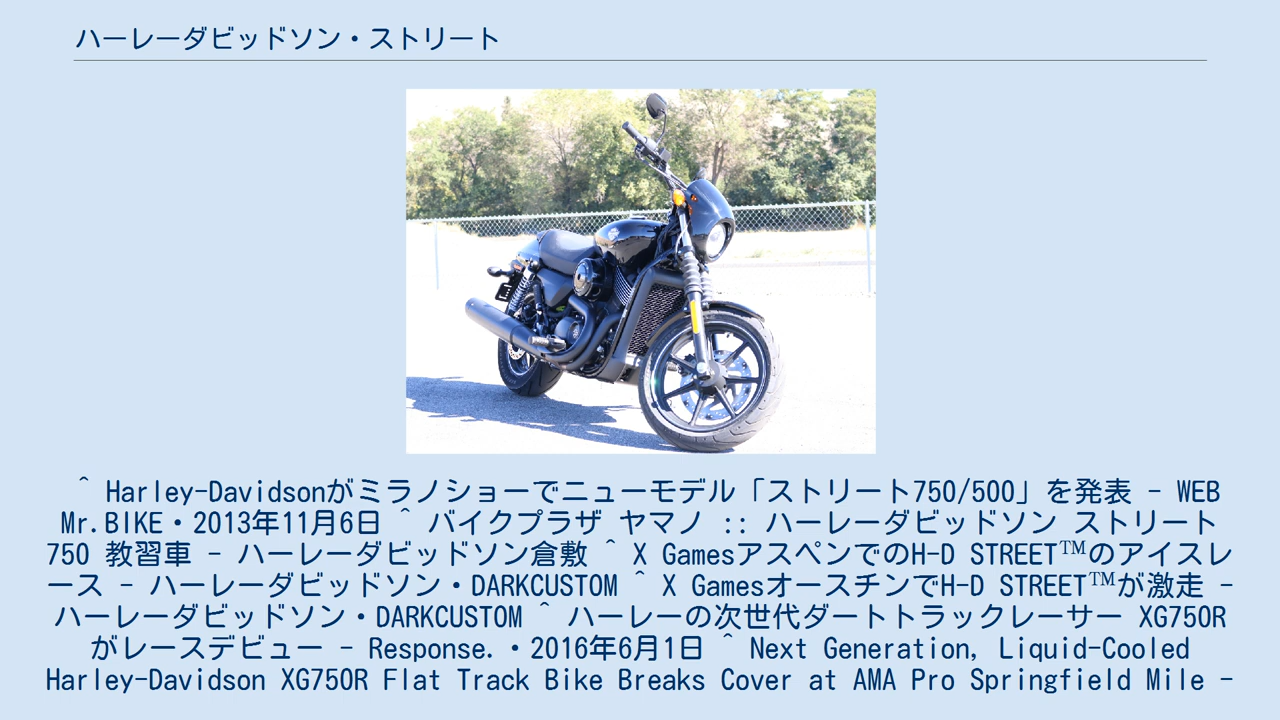 ハーレーダビッドソン・ストリート
^ Harley-Davidsonがミラノショーでニューモデル「ストリート750/500」を発表 - WEB
Mr.BIKE・2013年11月6日 ^ バイクプラザ ヤマノ :: ハーレーダビッドソン ストリート
750 教習車 - ハーレーダビッドソン倉敷 ^ X GamesアスペンでのH-D STREET™のアイスレ
ース - ハーレーダビッドソン・DARKCUSTOM ^ X GamesオースチンでH-D STREET™が激走 -
ハーレーダビッドソン・DARKCUSTOM ^ ハーレーの次世代ダートトラックレーサー XG750R
がレースデビュー - Response.・2016年6月1日 ^ Next Generation, Liquid-Cooled
Harley-Davidson XG750R Flat Track Bike Breaks Cover at AMA Pro Springfield Mile -